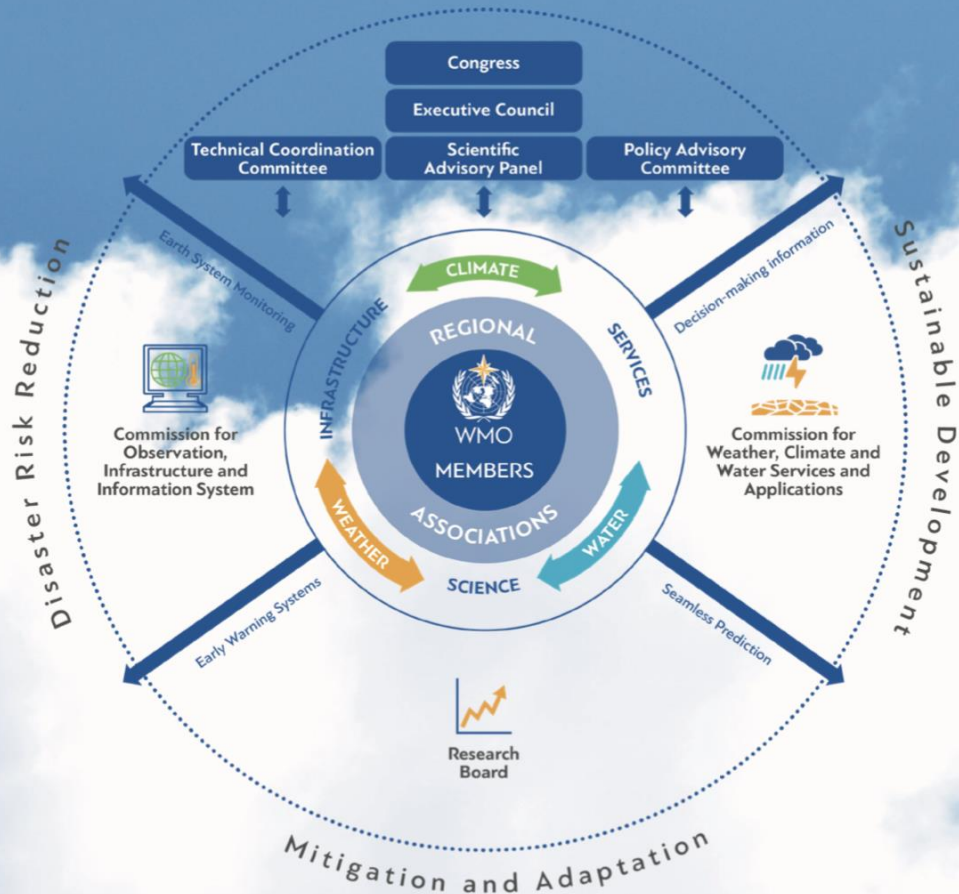 Congress
Executive Council
Technical Coordination
Committee
Scientific
Advisory Panel
Policy Advisory
Committee
Earth System Monitoring
Decision-making information
Disaster Risk Reduction
Sustainable Development
CLIMATE
INFRASTRUCTURE
SERVICES
REGIONAL
WMO
MEMBERS
ASSOCIATIONS
WEATHER
WATER
SCIENCE
Commission for
Observation,
Infrastructure and
Information System
Commission for
Weather, Climate and
Water Services and
Applications
Early Warning Systems
Seamless Prediction
Research
Board
Mitigation and Adaptation